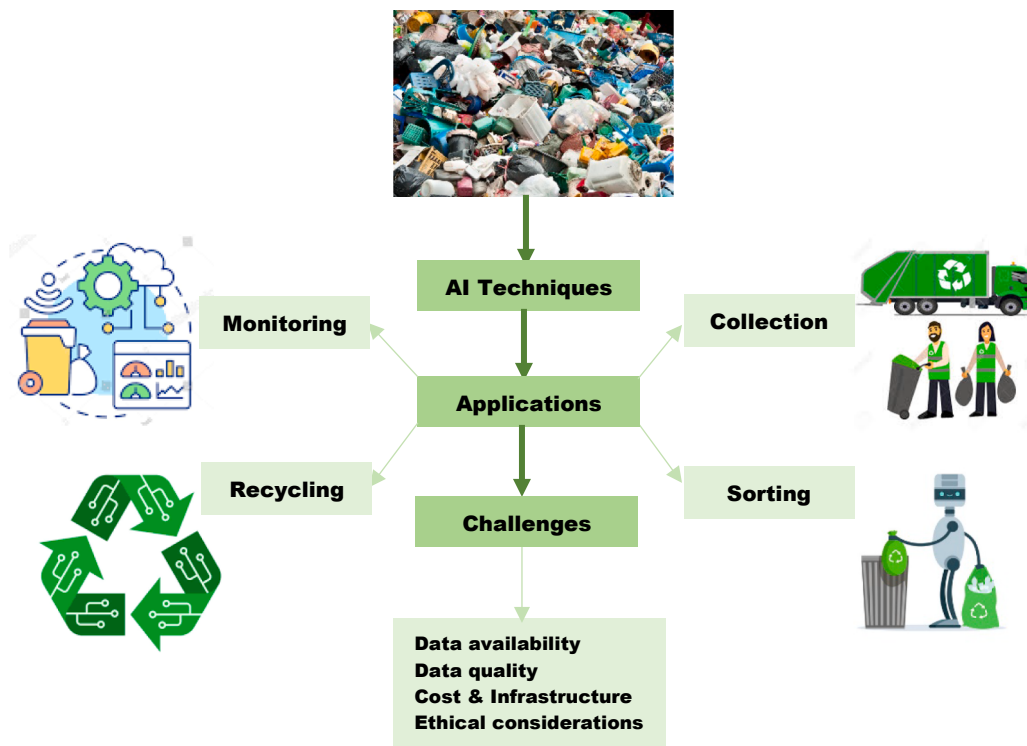 AI Techniques
Monitoring
Collection
Applications
Recycling
Sorting
Challenges
Data availability
Data quality
Cost & Infrastructure
Ethical considerations